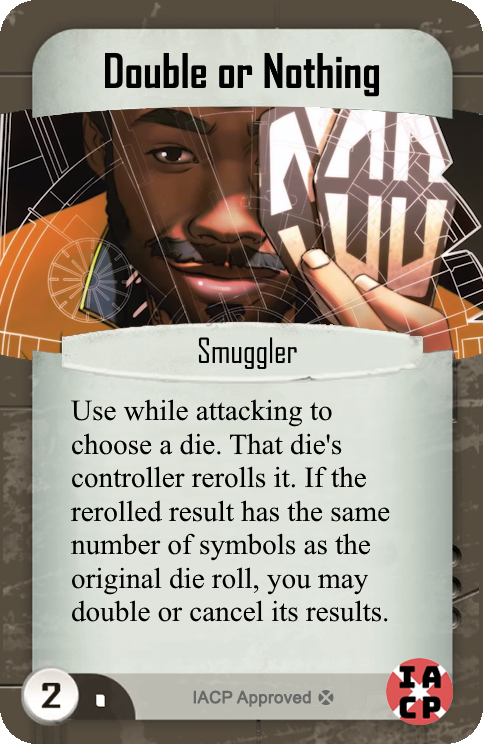 Double or Nothing
Smuggler
Use while attacking to
choose a die. That die's
controller rerolls it. If the
rerolled result has the same
number of symbols as the
original die roll, you may
double or cancel its results.
2
IACP Approved
IA
CP